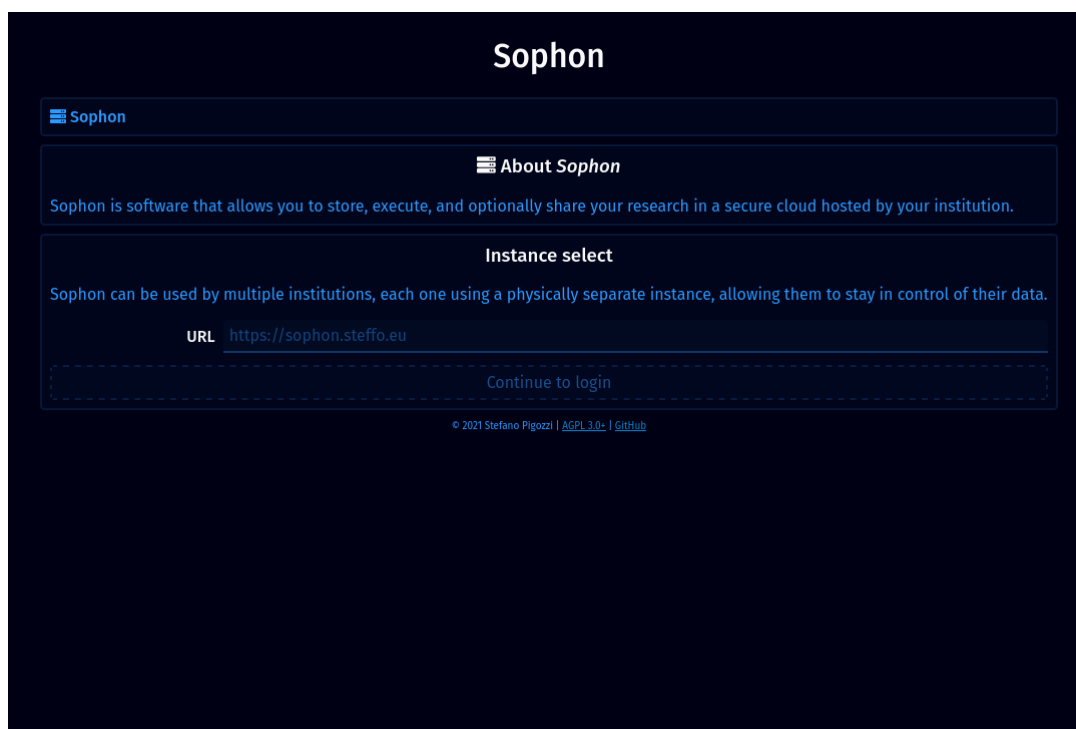 Sophon
Sophon
About Sophon
Sophon is software that allows you to store, execute, and optionally share your research in a secure cloud hosted by your institution.
Instance select
Sophon can be used by multiple institutions, each one using a physically separate instance, allowing them to stay in control of their data.
URL https://sophon.steffo.eu
Continue to login
© 2021 Stefano Pigozzi | AGPL 3.0+ | GitHub